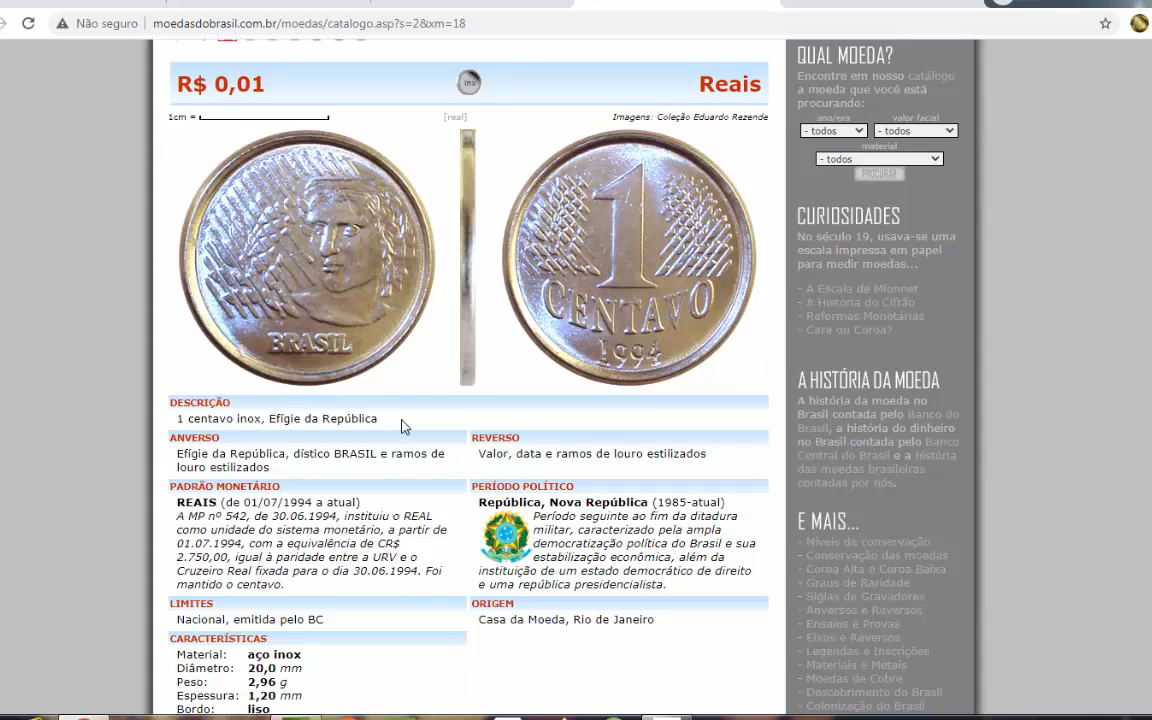 Não seguro | moedasdobrasil.com.br/moedas/catalogo.asp?s=2&xm=18
R$ 0,01
inox
Reais
1cm =
[real]
Imagens: Coleção Eduardo Rezende
BRASIL
1
CENTAVO
1994
DESCRIÇÃO
1 centavo inox, Efígie da República
ANVERSO
Efígie da República, dístico BRASIL e ramos de
louro estilizados
REVERSO
Valor, data e ramos de louro estilizados
PADRÃO MONETÁRIO
REAIS (de 01/07/1994 a atual)
A MP nº 542, de 30.06.1994, instituiu o REAL
como unidade do sistema monetário, a partir de
01.07.1994, com a equivalência de CR$
2.750,00, igual à paridade entre a URV e o
Cruzeiro Real fixada para o dia 30.06.1994. Foi
mantido o centavo.
PERÍODO POLÍTICO
República, Nova República (1985-atual)
Período seguinte ao fim da ditadura
militar, caracterizado pela ampla
democratização política do Brasil e sua
estabilização econômica, além da
instituição de um estado democrático de direito
e uma república presidencialista.
LIMITES
Nacional, emitida pelo BC
ORIGEM
Casa da Moeda, Rio de Janeiro
CARACTERÍSTICAS
Material: aço inox
Diâmetro: 20,0 mm
Peso: 2,96 g
Espessura: 1,20 mm
Bordo: liso
QUAL MOEDA?
Encontre em nosso catálogo
a moeda que você está
procurando:
ano/era valor facial
- todos - todos
material
- todos
PROCURAR
CURIOSIDADES
No século 19, usava-se uma
escala impressa em papel
para medir moedas...
- A Escala de Mionnet
- A História do Cifrão
- Reformas Monetárias
- Cara ou Coroa?
A HISTÓRIA DA MOEDA
A história da moeda no
Brasil contada pelo Banco do
Brasil, a história do dinheiro
no Brasil contada pelo Banco
Central do Brasil e a história
das moedas brasileiras
contadas por nós.
E MAIS...
- Níveis de conservação
- Conservação das moedas
- Coroa Alta e Coroa Baixa
- Graus de Raridade
- Siglas de Gravadores
- Anversos e Reversos
- Ensaios e Provas
- Eixos e Reversos
- Legendas e Inscrições
- Materiais e Metais
- Moedas de Cobre
- Descobrimento do Brasil
- Colonização do Brasil